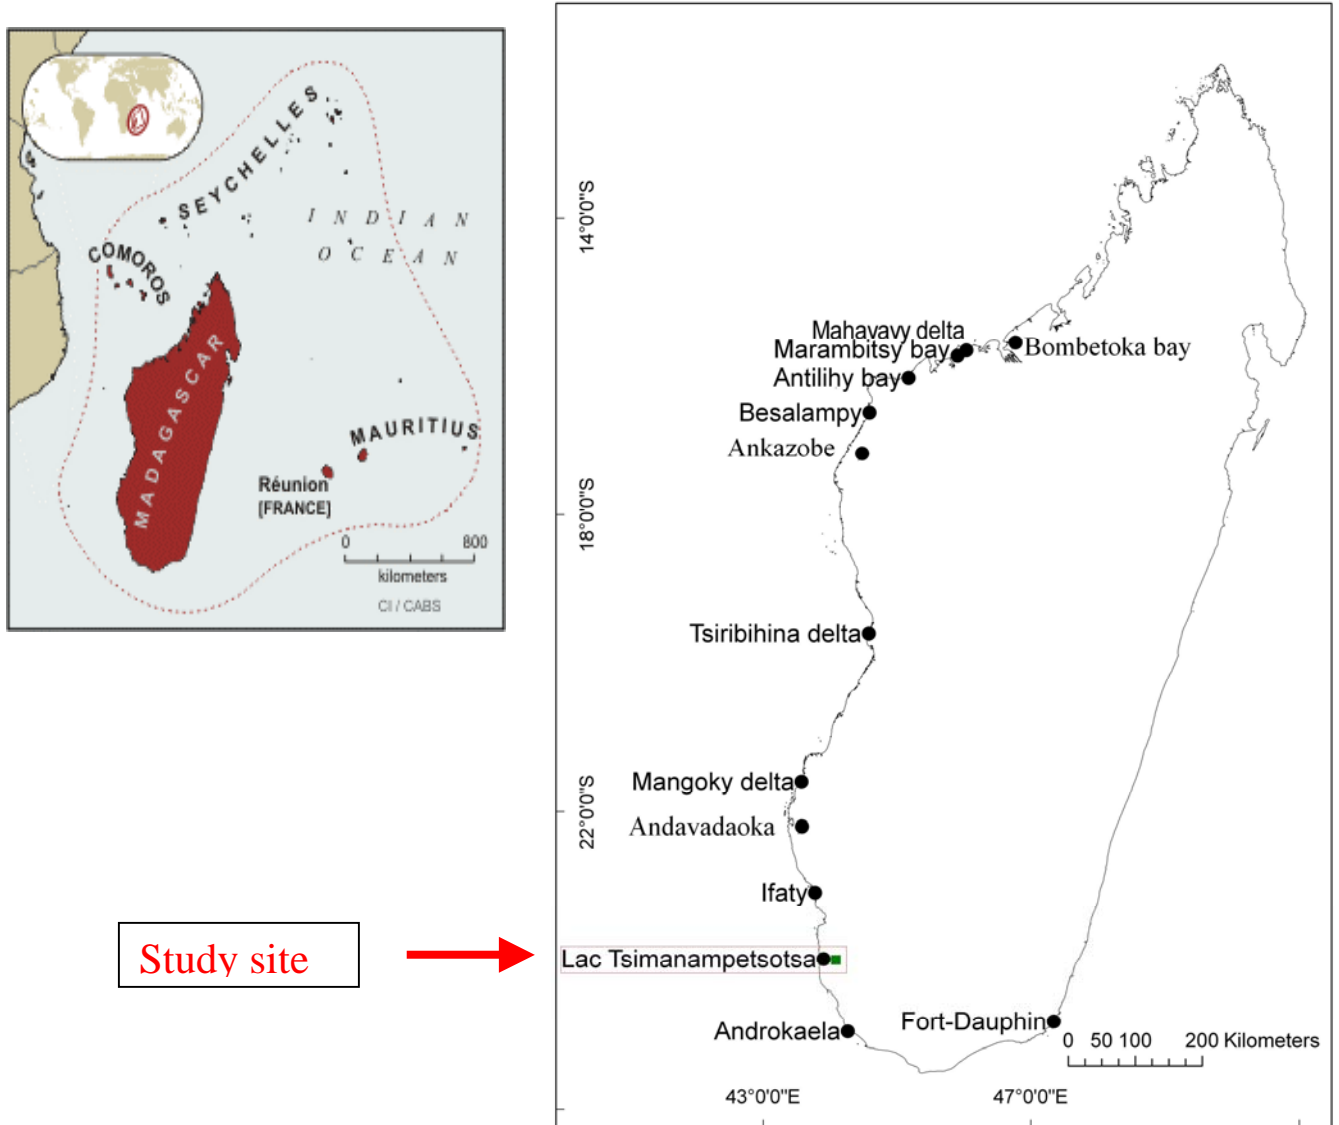 SEYCHELLES
INDIAN
OCEAN
COMOROS
MADAGASCAR
MAURITIUS
Réunion
[FRANCE]
0 800
kilometers
CI / CABS
Study site
14°0'0"S
18°0'0"S
22°0'0"S
Mahavavy delta
Marambitsy bay
Bombetoka bay
Antilihy bay
Besalampy
Ankazobe
Tsiribihina delta
Mangoky delta
Andavadaoka
Ifaty
Lac Tsimanampetsotsa
Androkaela
Fort-Dauphin
0 50 100 200 Kilometers
43°0'0"E 47°0'0"E